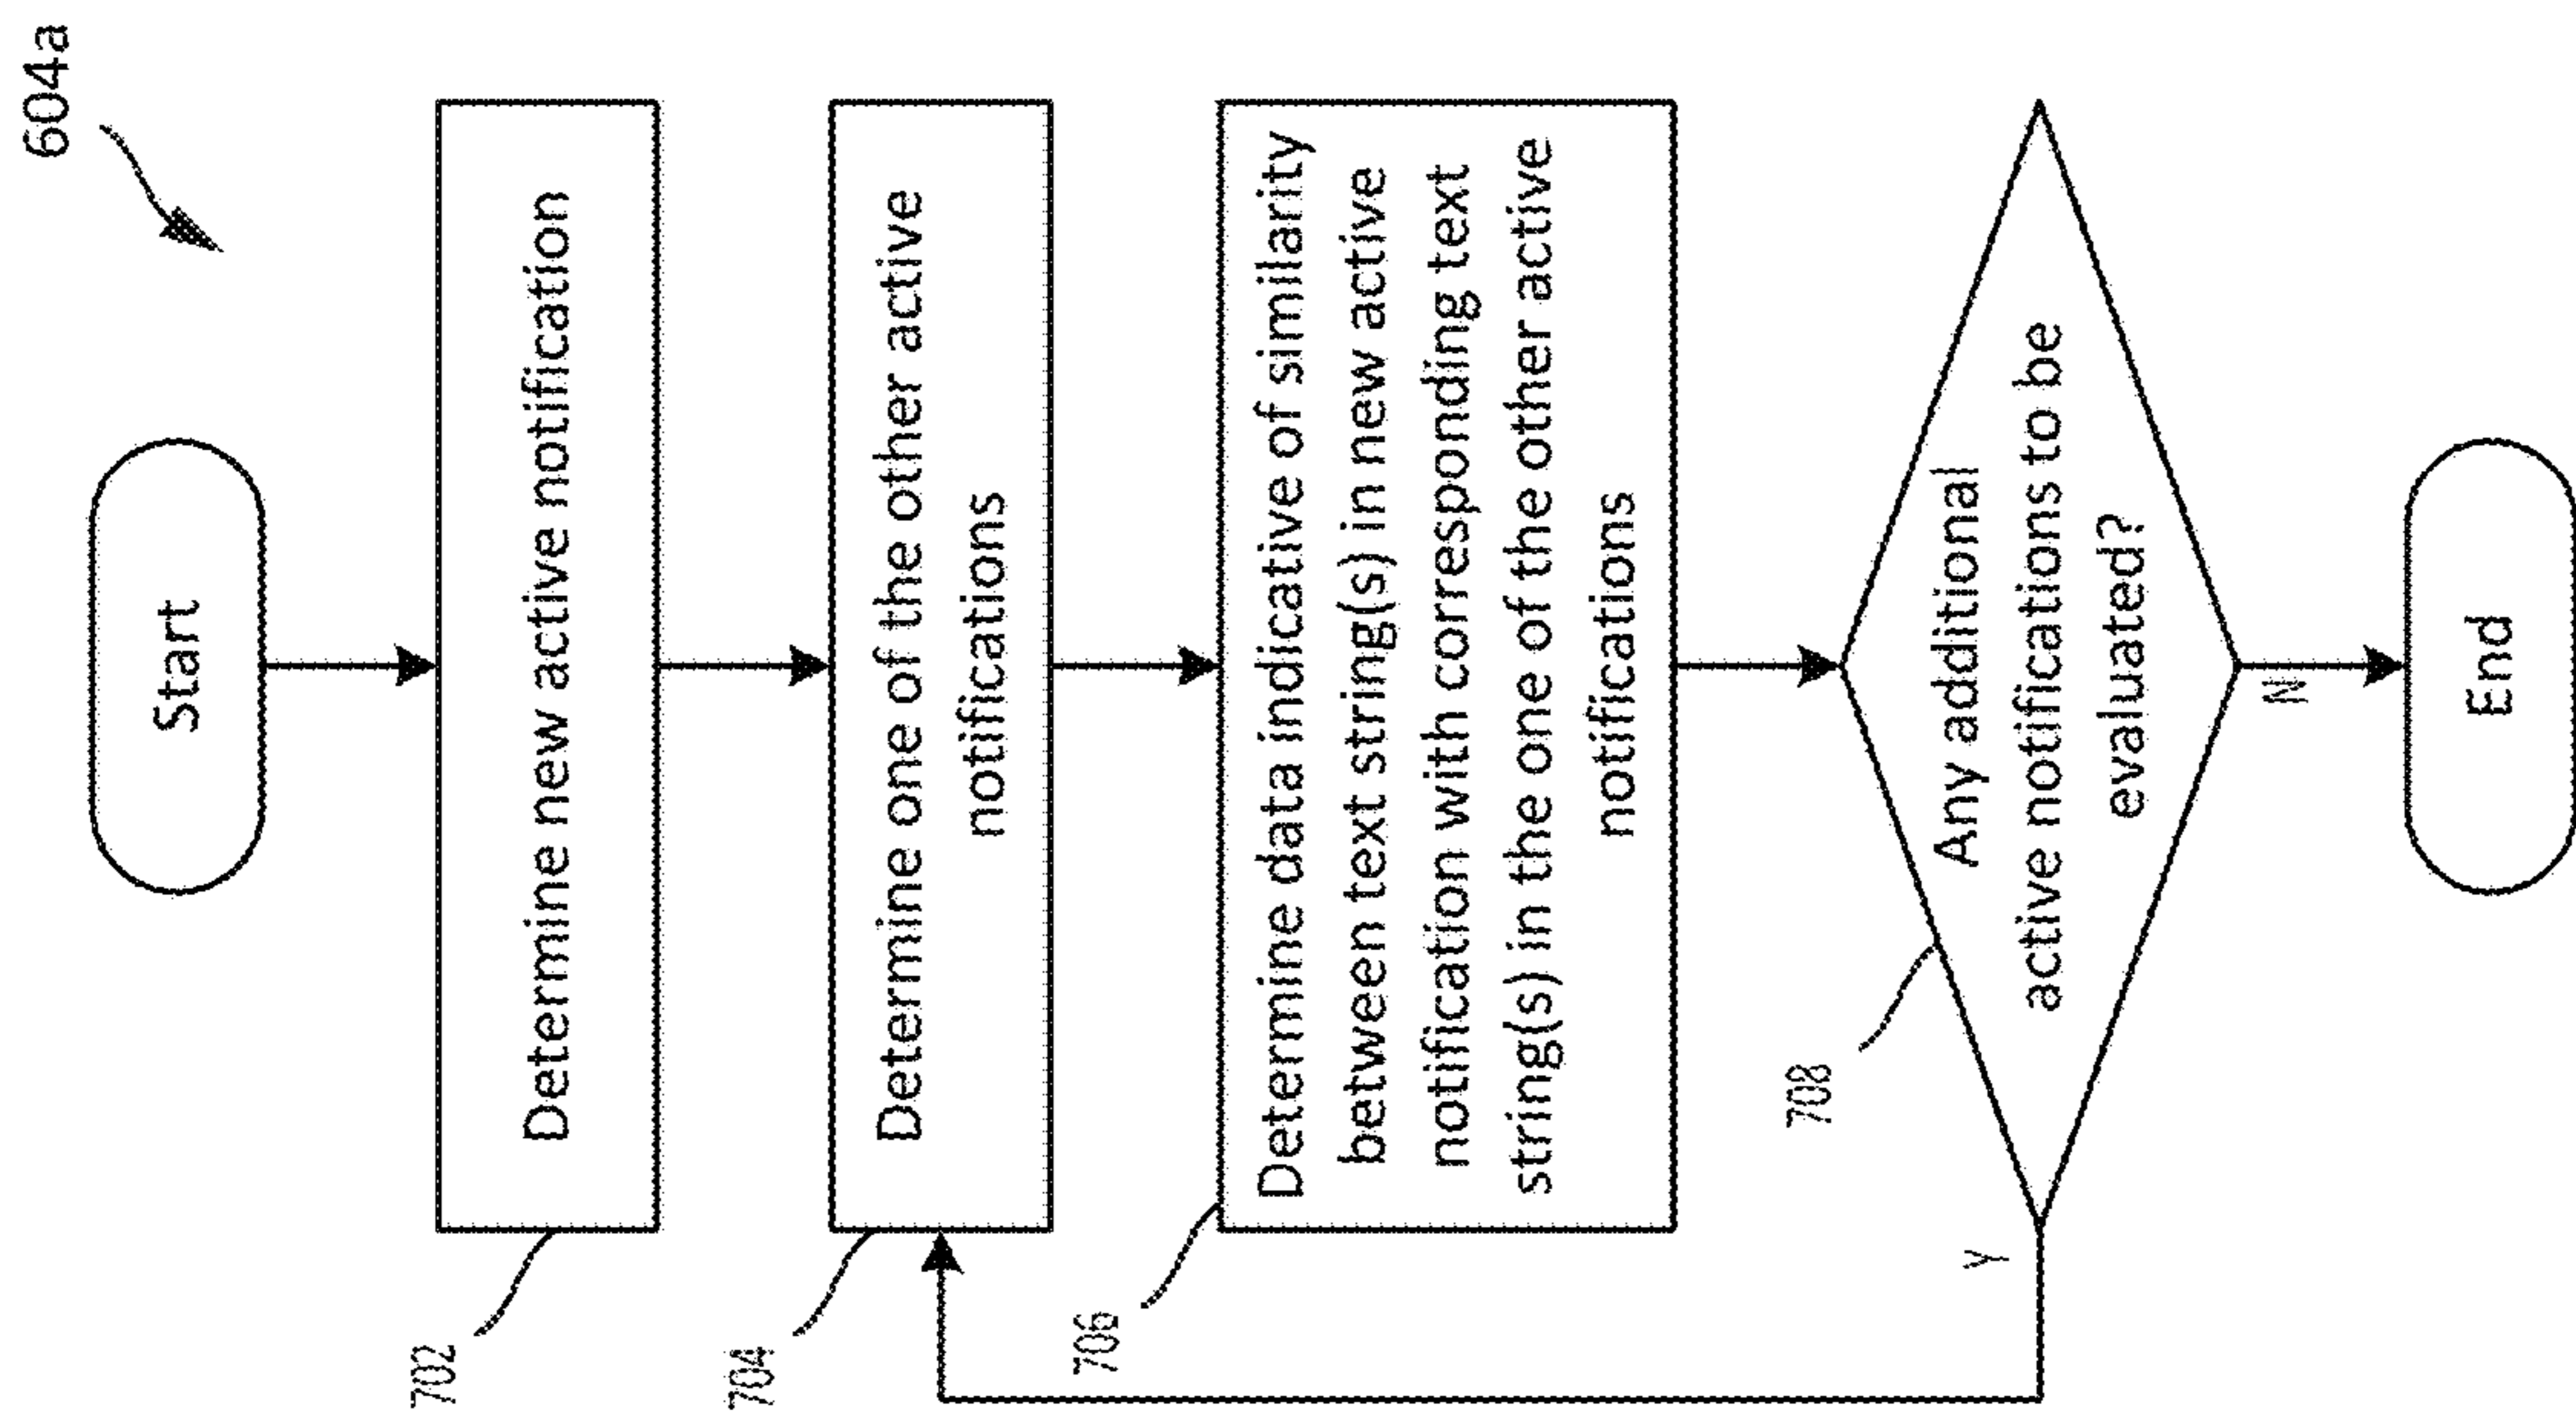 604a
Start
702
Determine new active notification
704
Determine one of the other active
notifications
706
Determine data indicative of similarity
between text string(s) in new active
notification with corresponding text
string(s) in the one of the other active
notifications
708
Any additional
active notifications to be
evaluated?
Y
N
End